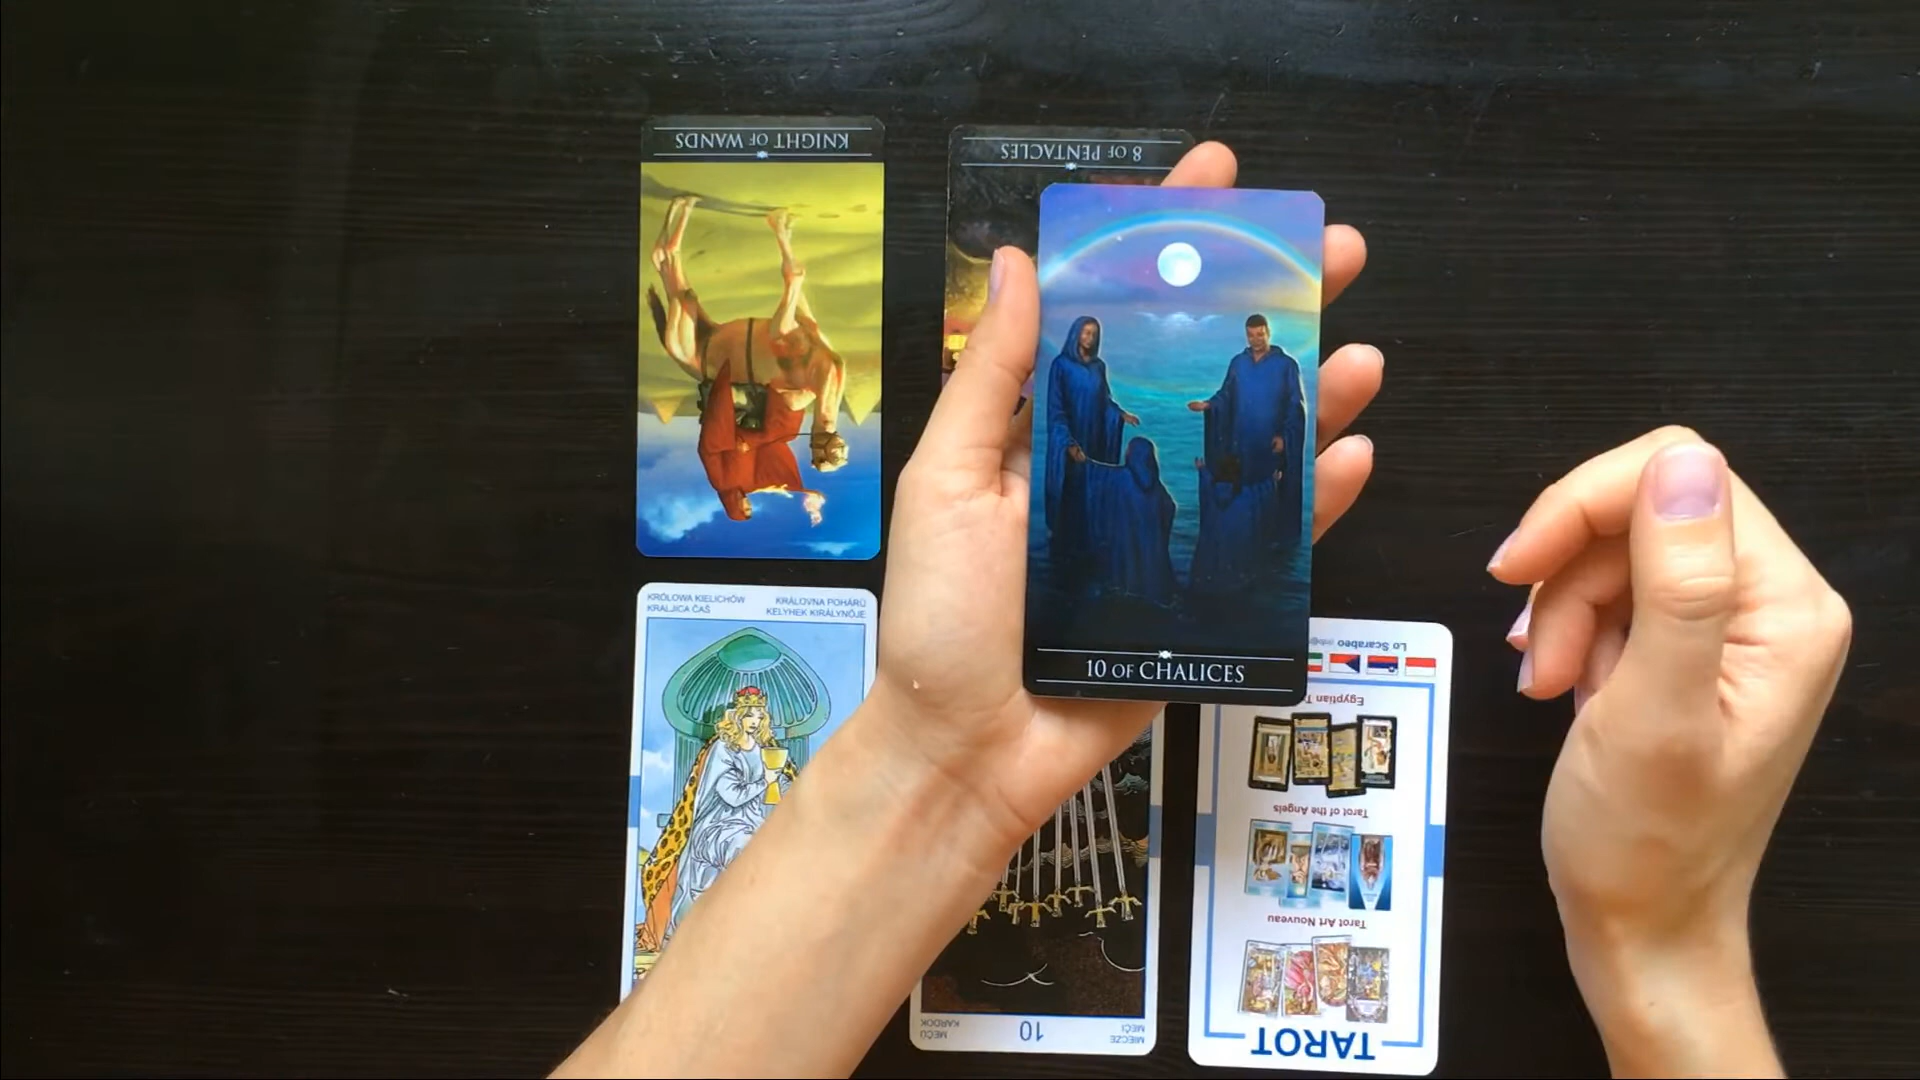 KNIGHT OF WANDS
8 OF PENTACLES
10 OF CHALICES
KRÓLOWA KIELICHÓW
KRALJICA ČAŠ
KRÁLOVNA POHÁRŮ
KELYHEK KIRÁLYNŐJE
10
MIECZE
MEČI
MEČŮ
KARDOK
Lo Scarabeo
Egyptian T
Tarot of the Angels
Tarot Art Nouveau
TAROT